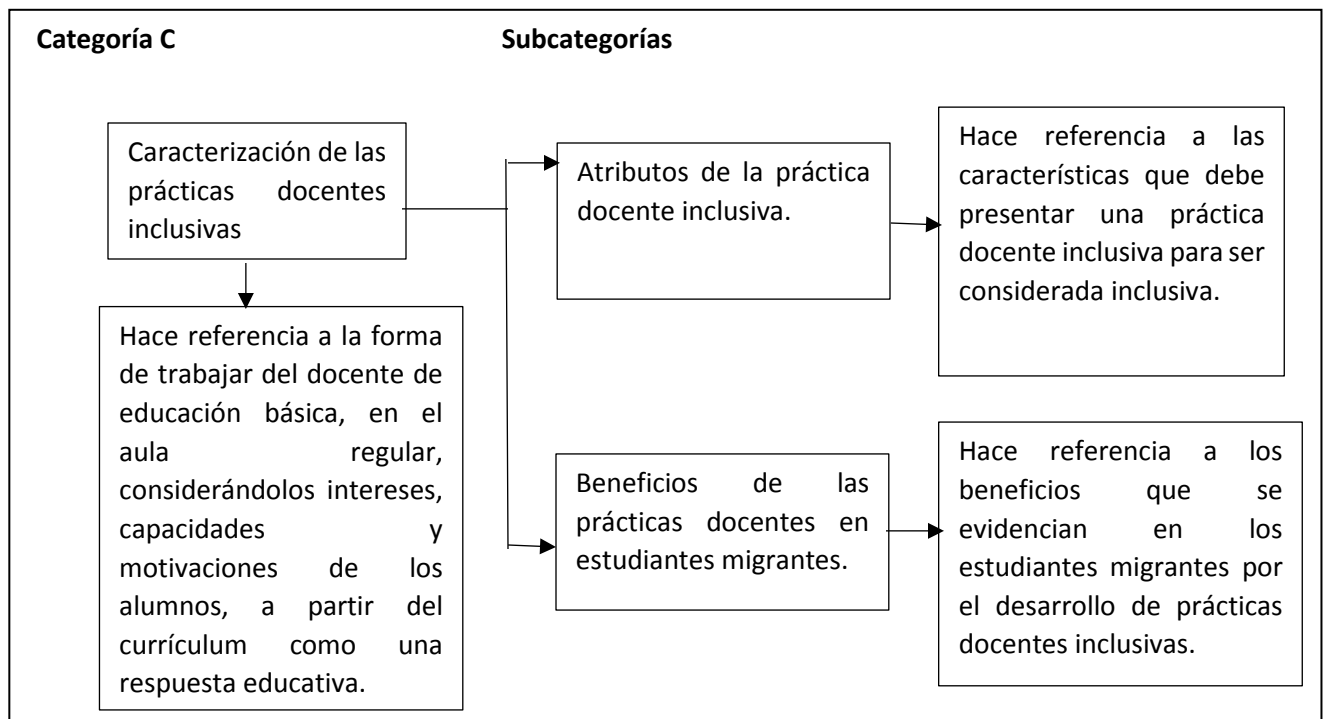 Categoría C
Subcategorías
Caracterización de las
prácticas docentes
inclusivas
Hace referencia a la forma
de trabajar del docente de
educación básica, en el
aula regular,
considerándolos intereses,
capacidades y
motivaciones de los
alumnos, a partir del
currículum como una
respuesta educativa.
Atributos de la práctica
docente inclusiva.
Hace referencia a las
características que debe
presentar una práctica
docente inclusiva para ser
considerada inclusiva.
Beneficios de las
prácticas docentes en
estudiantes migrantes.
Hace referencia a los
beneficios que se
evidencian en los
estudiantes migrantes por
el desarrollo de prácticas
docentes inclusivas.